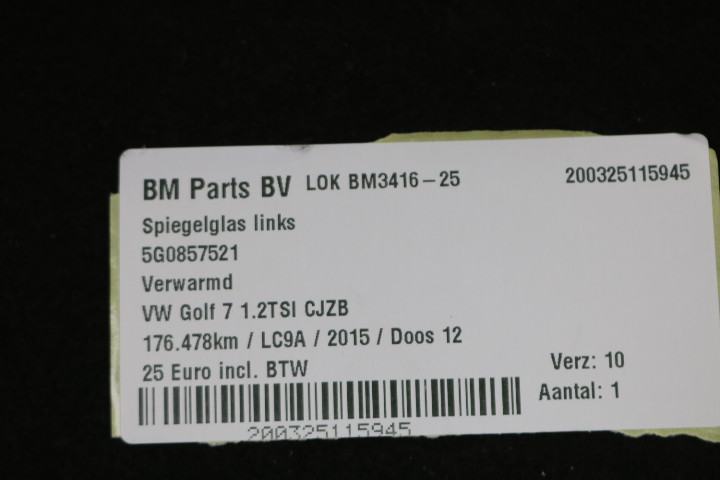 BM Parts BV LOK BM3416-25 200325115945
Spiegelglas links
5G0857521
Verwarmd
VW Golf 7 1.2TSI CJZB
176.478km / LC9A / 2015 / Doos 12
25 Euro incl. BTW Verz: 10
Aantal: 1
200325115945